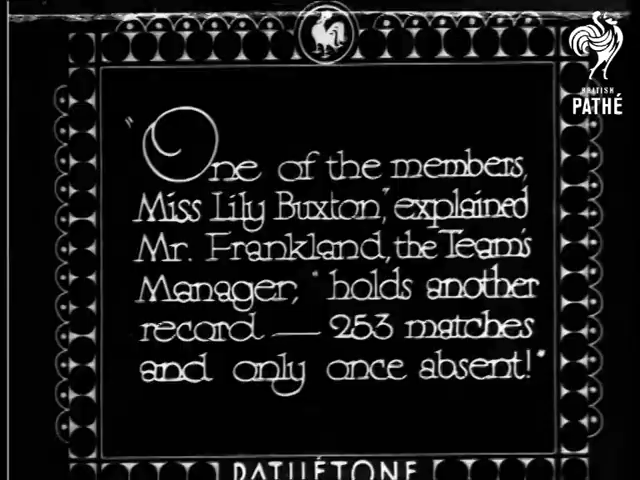 BRITISH
PATHÉ
"One of the members,
Miss Lily Buxton," explained
Mr. Frankland, the Team's
Manager, "holds another
record — 253 matches
and only once absent!"
PATHÉTONE